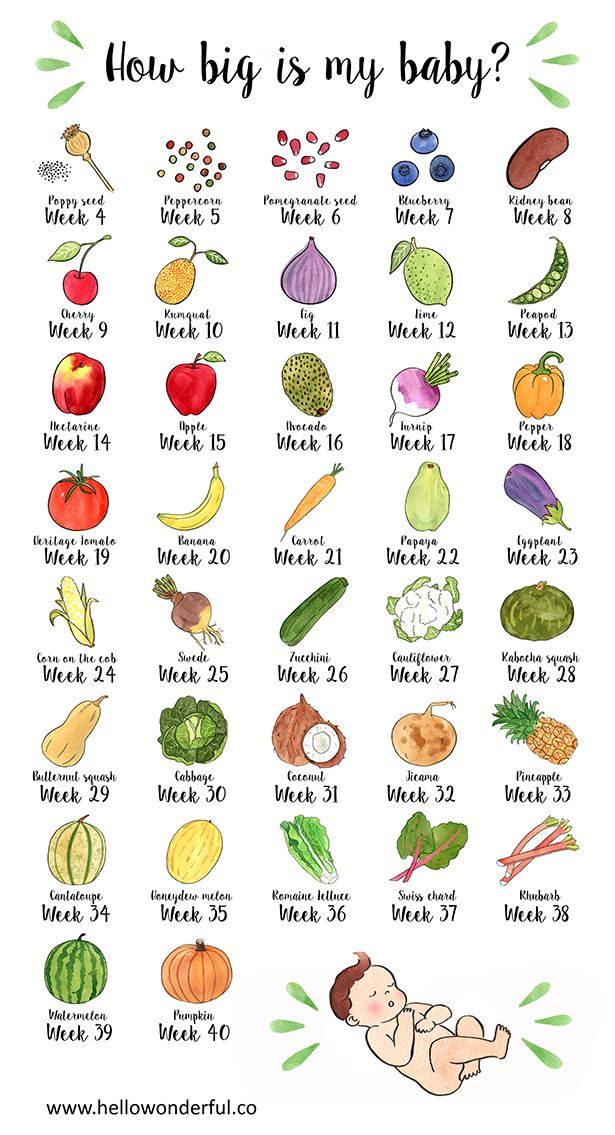 How big is my baby?
Poppy seed
Week 4
Peppercorn
Week 5
Pomegranate seed
Week 6
Blueberry
Week 7
Kidney bean
Week 8
Cherry
Week 9
Kumquat
Week 10
Fig
Week 11
Lime
Week 12
Peapod
Week 13
Nectarine
Week 14
Apple
Week 15
Avocado
Week 16
Turnip
Week 17
Pepper
Week 18
Heritage Tomato
Week 19
Banana
Week 20
Carrot
Week 21
Papaya
Week 22
Eggplant
Week 23
Corn on the cob
Week 24
Swede
Week 25
Zucchini
Week 26
Cauliflower
Week 27
Kabocha squash
Week 28
Butternut squash
Week 29
Cabbage
Week 30
Coconut
Week 31
Jicama
Week 32
Pineapple
Week 33
Cantaloupe
Week 34
Honeydew melon
Week 35
Romaine lettuce
Week 36
Swiss chard
Week 37
Rhubarb
Week 38
Watermelon
Week 39
Pumpkin
Week 40
www.hellowonderful.co